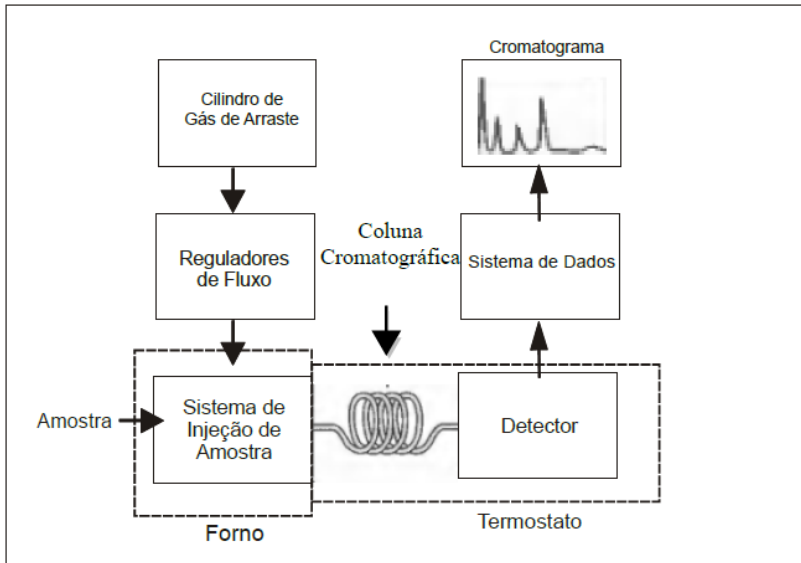 Cromatograma
Cilindro de
Gás de Arraste
Coluna
Cromatográfica
Reguladores
de Fluxo
Sistema de Dados
Amostra
Sistema de
Injeção de
Amostra
Detector
Forno
Termostato